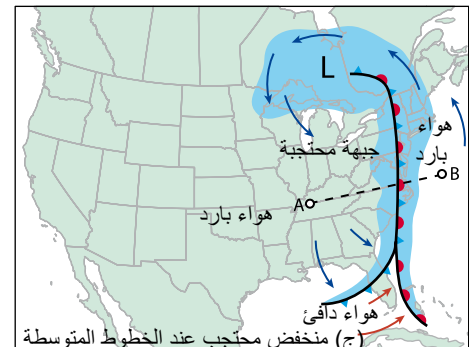 L
هواء
بارد
جبهة محتجبة
B
A
هواء بارد
هواء دافئ
(ج) منخفض محتجب عند الخطوط المتوسطة